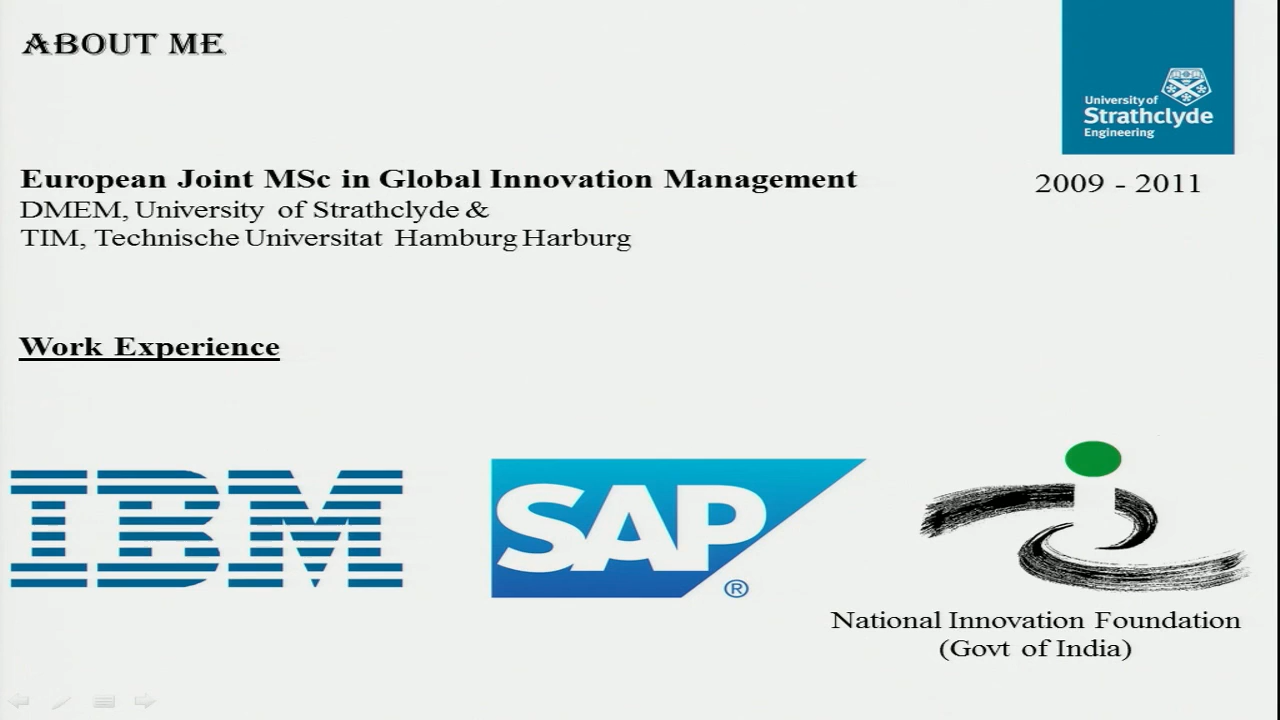 ABOUT ME
University of
Strathclyde
Engineering
European Joint MSc in Global Innovation Management
2009 - 2011
DMEM, University of Strathclyde &
TIM, Technische Universitat Hamburg Harburg
Work Experience
IBM
SAP
®
National Innovation Foundation
(Govt of India)